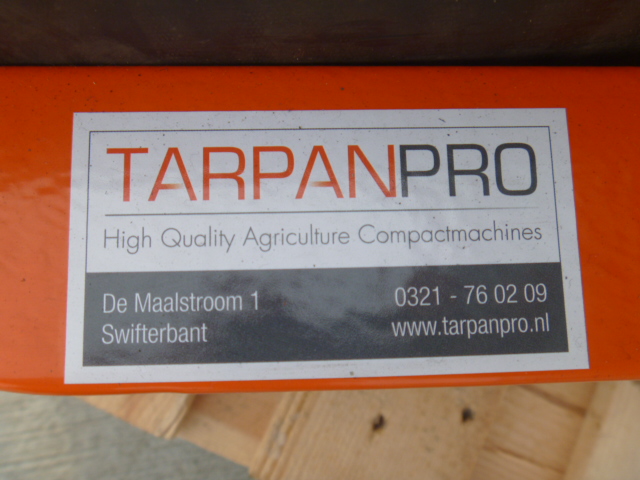 TARPANPRO
High Quality Agriculture Compactmachines
De Maalstroom 1
0321 - 76 02 09
Swifterbant
www.tarpanpro.nl